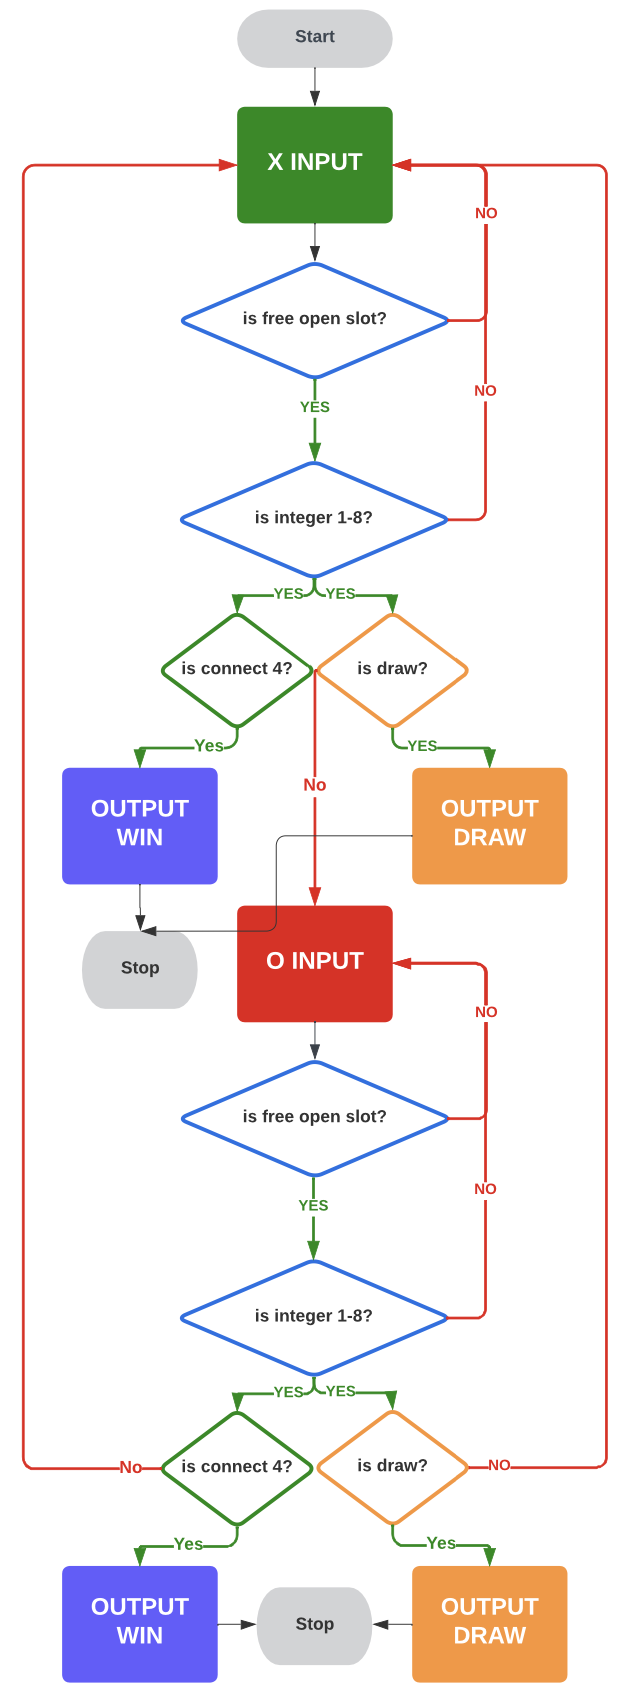 Start
X INPUT
NO
is free open slot?
NO
YES
is integer 1-8?
YES
YES
is connect 4?
is draw?
Yes
YES
No
OUTPUT
WIN
OUTPUT
DRAW
Stop
O INPUT
NO
is free open slot?
NO
YES
is integer 1-8?
YES
YES
is connect 4?
is draw?
No
NO
Yes
Yes
OUTPUT
WIN
Stop
OUTPUT
DRAW